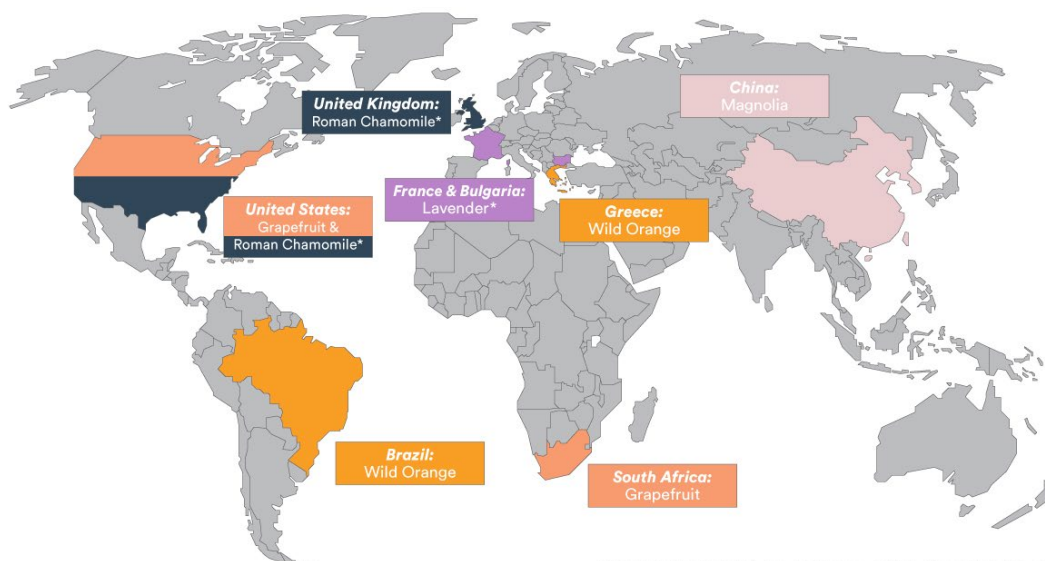 United Kingdom:
Roman Chamomile*
China:
Magnolia
France & Bulgaria:
Lavender*
United States:
Grapefruit &
Roman Chamomile*
Greece:
Wild Orange
Brazil:
Wild Orange
South Africa:
Grapefruit